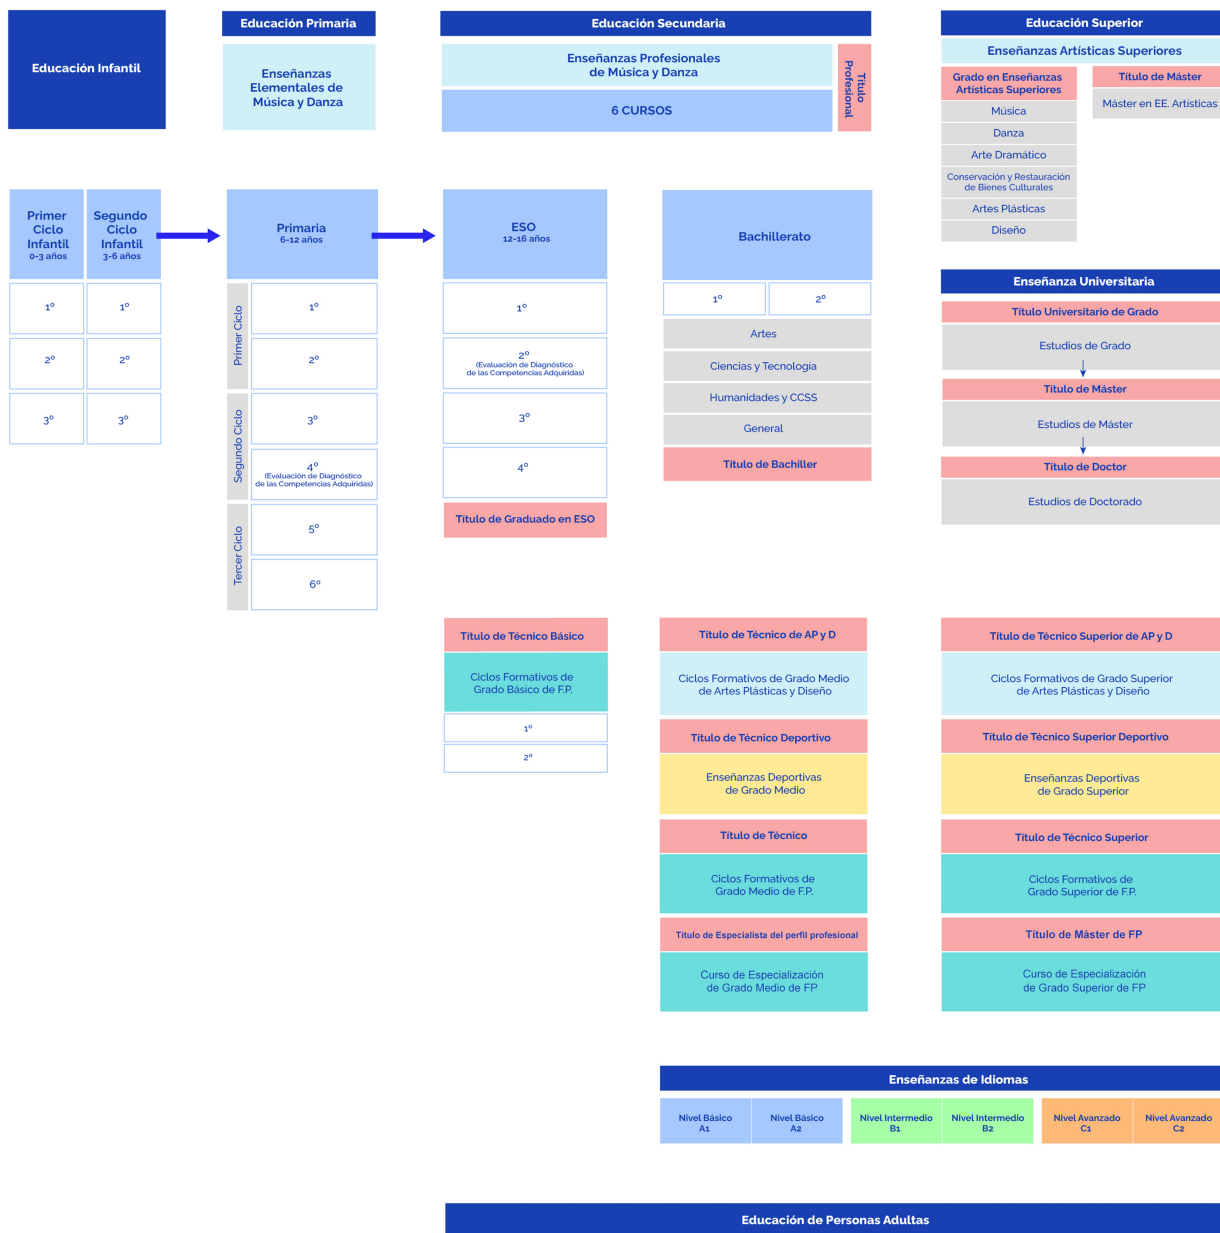 Educación Infantil
Educación Primaria
Enseñanzas
Elementales de
Música y Danza
Educación Secundaria
Enseñanzas Profesionales
de Música y Danza
6 CURSOS
Título
Profesional
Educación Superior
Enseñanzas Artísticas Superiores
Grado en Enseñanzas
Artísticas Superiores
Música
Danza
Arte Dramático
Conservación y Restauración
de Bienes Culturales
Artes Plásticas
Diseño
Título de Máster
Máster en EE. Artísticas
Primer
Ciclo
Infantil
0-3 años
1º
2º
3º
Segundo
Ciclo
Infantil
3-6 años
1º
2º
3º
Primaria
6-12 años
Primer Ciclo
1º
2º
Segundo Ciclo
3º
4º
(Evaluación de Diagnóstico
de las Competencias Adquiridas)
Tercer Ciclo
5º
6º
ESO
12-16 años
1º
2º
(Evaluación de Diagnóstico
de las Competencias Adquiridas)
3º
4º
Título de Graduado en ESO
Bachillerato
1º
2º
Artes
Ciencias y Tecnología
Humanidades y CCSS
General
Título de Bachiller
Enseñanza Universitaria
Título Universitario de Grado
Estudios de Grado
Título de Máster
Estudios de Máster
Título de Doctor
Estudios de Doctorado
Título de Técnico Básico
Ciclos Formativos de
Grado Básico de F.P.
1º
2º
Título de Técnico de AP y D
Ciclos Formativos de Grado Medio
de Artes Plásticas y Diseño
Título de Técnico Deportivo
Enseñanzas Deportivas
de Grado Medio
Título de Técnico
Ciclos Formativos de
Grado Medio de F.P.
Título de Especialista del perfil profesional
Curso de Especialización
de Grado Medio de FP
Título de Técnico Superior de AP y D
Ciclos Formativos de Grado Superior
de Artes Plásticas y Diseño
Título de Técnico Superior Deportivo
Enseñanzas Deportivas
de Grado Superior
Título de Técnico Superior
Ciclos Formativos de
Grado Superior de F.P.
Título de Máster de FP
Curso de Especialización
de Grado Superior de FP
Enseñanzas de Idiomas
Nivel Básico
A1
Nivel Básico
A2
Nivel Intermedio
B1
Nivel Intermedio
B2
Nivel Avanzado
C1
Nivel Avanzado
C2
Educación de Personas Adultas